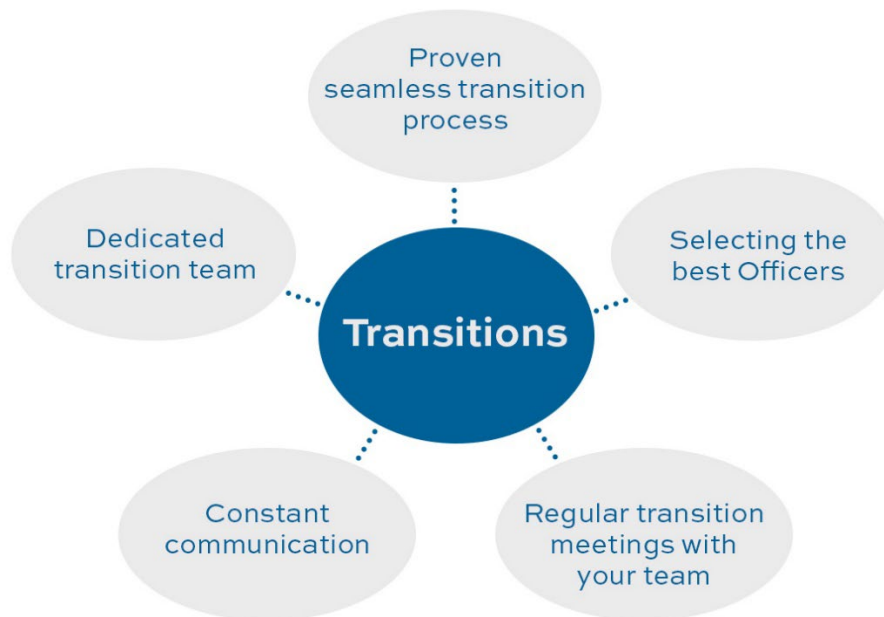 Proven
seamless transition
process
Dedicated
transition team
Selecting the
best Officers
Transitions
Constant
communication
Regular transition
meetings with
your team